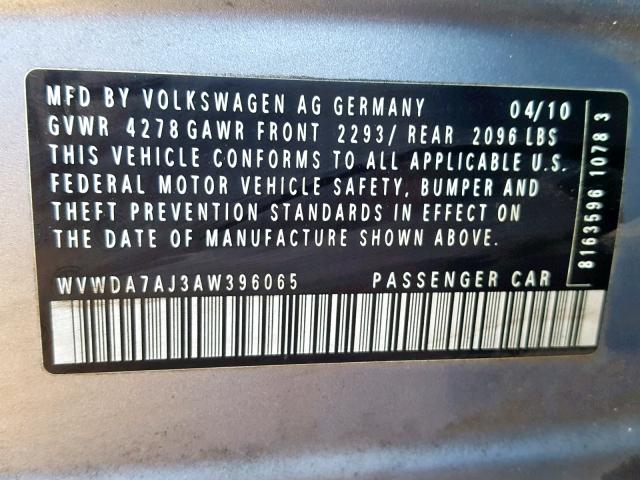 MFD BY VOLKSWAGEN AG GERMANY 04/10
GVWR 4278 GAWR FRONT 2293/ REAR 2096 LBS
THIS VEHICLE CONFORMS TO ALL APPLICABLE U.S.
FEDERAL MOTOR VEHICLE SAFETY, BUMPER AND
THEFT PREVENTION STANDARDS IN EFFECT ON
THE DATE OF MANUFACTURE SHOWN ABOVE.
WVWDA7AJ3AW396065 PASSENGER CAR
8163596 1078 3